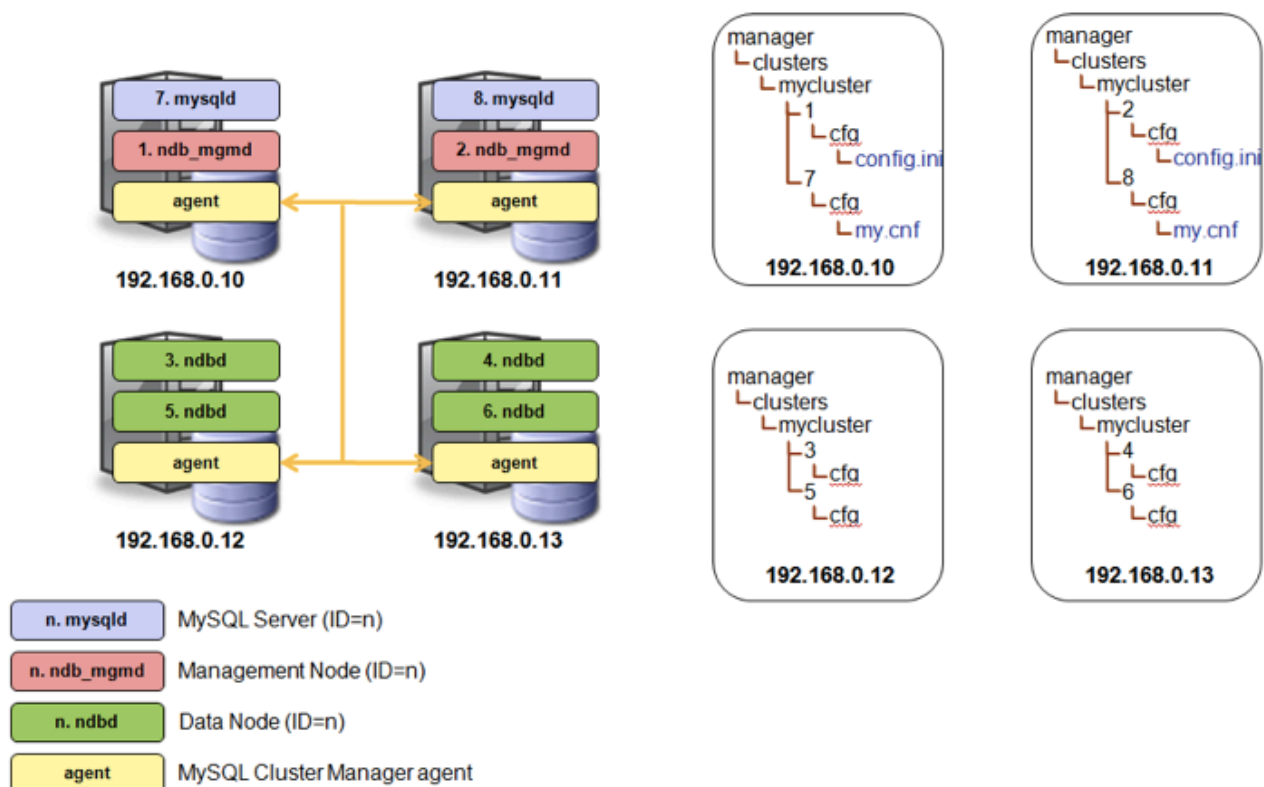 7. mysqld
1. ndb_mgmd
agent
192.168.0.10
8. mysqld
2. ndb_mgmd
agent
192.168.0.11
3. ndbd
5. ndbd
agent
192.168.0.12
4. ndbd
6. ndbd
agent
192.168.0.13
manager
clusters
mycluster
1
cfg
config.ini
7
cfg
my.cnf
192.168.0.10
manager
clusters
mycluster
2
cfg
config.ini
8
cfg
my.cnf
192.168.0.11
manager
clusters
mycluster
3
cfg
5
cfg
192.168.0.12
manager
clusters
mycluster
4
cfg
6
cfg
192.168.0.13
n. mysqld MySQL Server (ID=n)
n. ndb_mgmd Management Node (ID=n)
n. ndbd Data Node (ID=n)
agent MySQL Cluster Manager agent